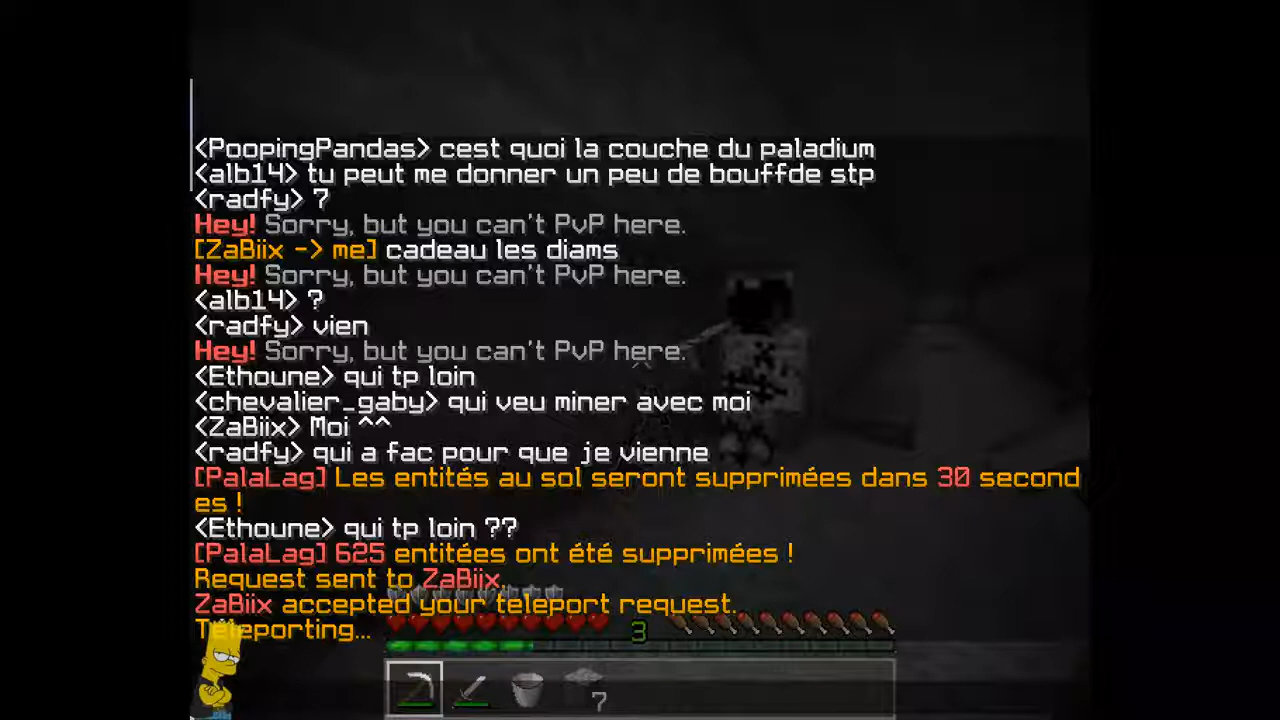 <PoopingPandas> cest quoi la couche du paladium
<alb14> tu peut me donner un peu de bouffde stp
<radfy> 7
Hey! Sorry, but you can't PvP here.
[ZaBiix -> me] cadeau les diams
Hey! Sorry, but you can't PvP here.
<alb14> ?
<radfy> vien
Hey! Sorry, but you can't PvP here.
<Ethoune> qui tp loin
<chevalier_gaby> qui veu miner avec moi
<ZaBiix> Moi ^^
<radfy> qui a fac pour que je vienne
[PalaLag] Les entités au sol seront supprimées dans 30 second
es !
<Ethoune> qui tp loin ??
[PalaLag] 625 entitées ont été supprimées !
Request sent to ZaBiix.
ZaBiix accepted your teleport request.
Teleporting...
3
7